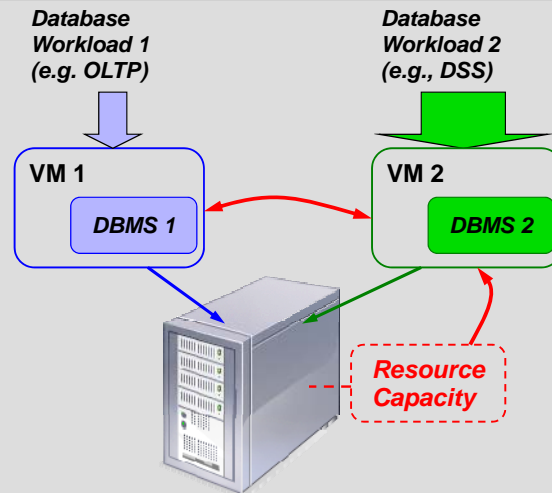 Database
Workload 1
(e.g. OLTP)
Database
Workload 2
(e.g., DSS)
VM 1
DBMS 1
VM 2
DBMS 2
Resource
Capacity